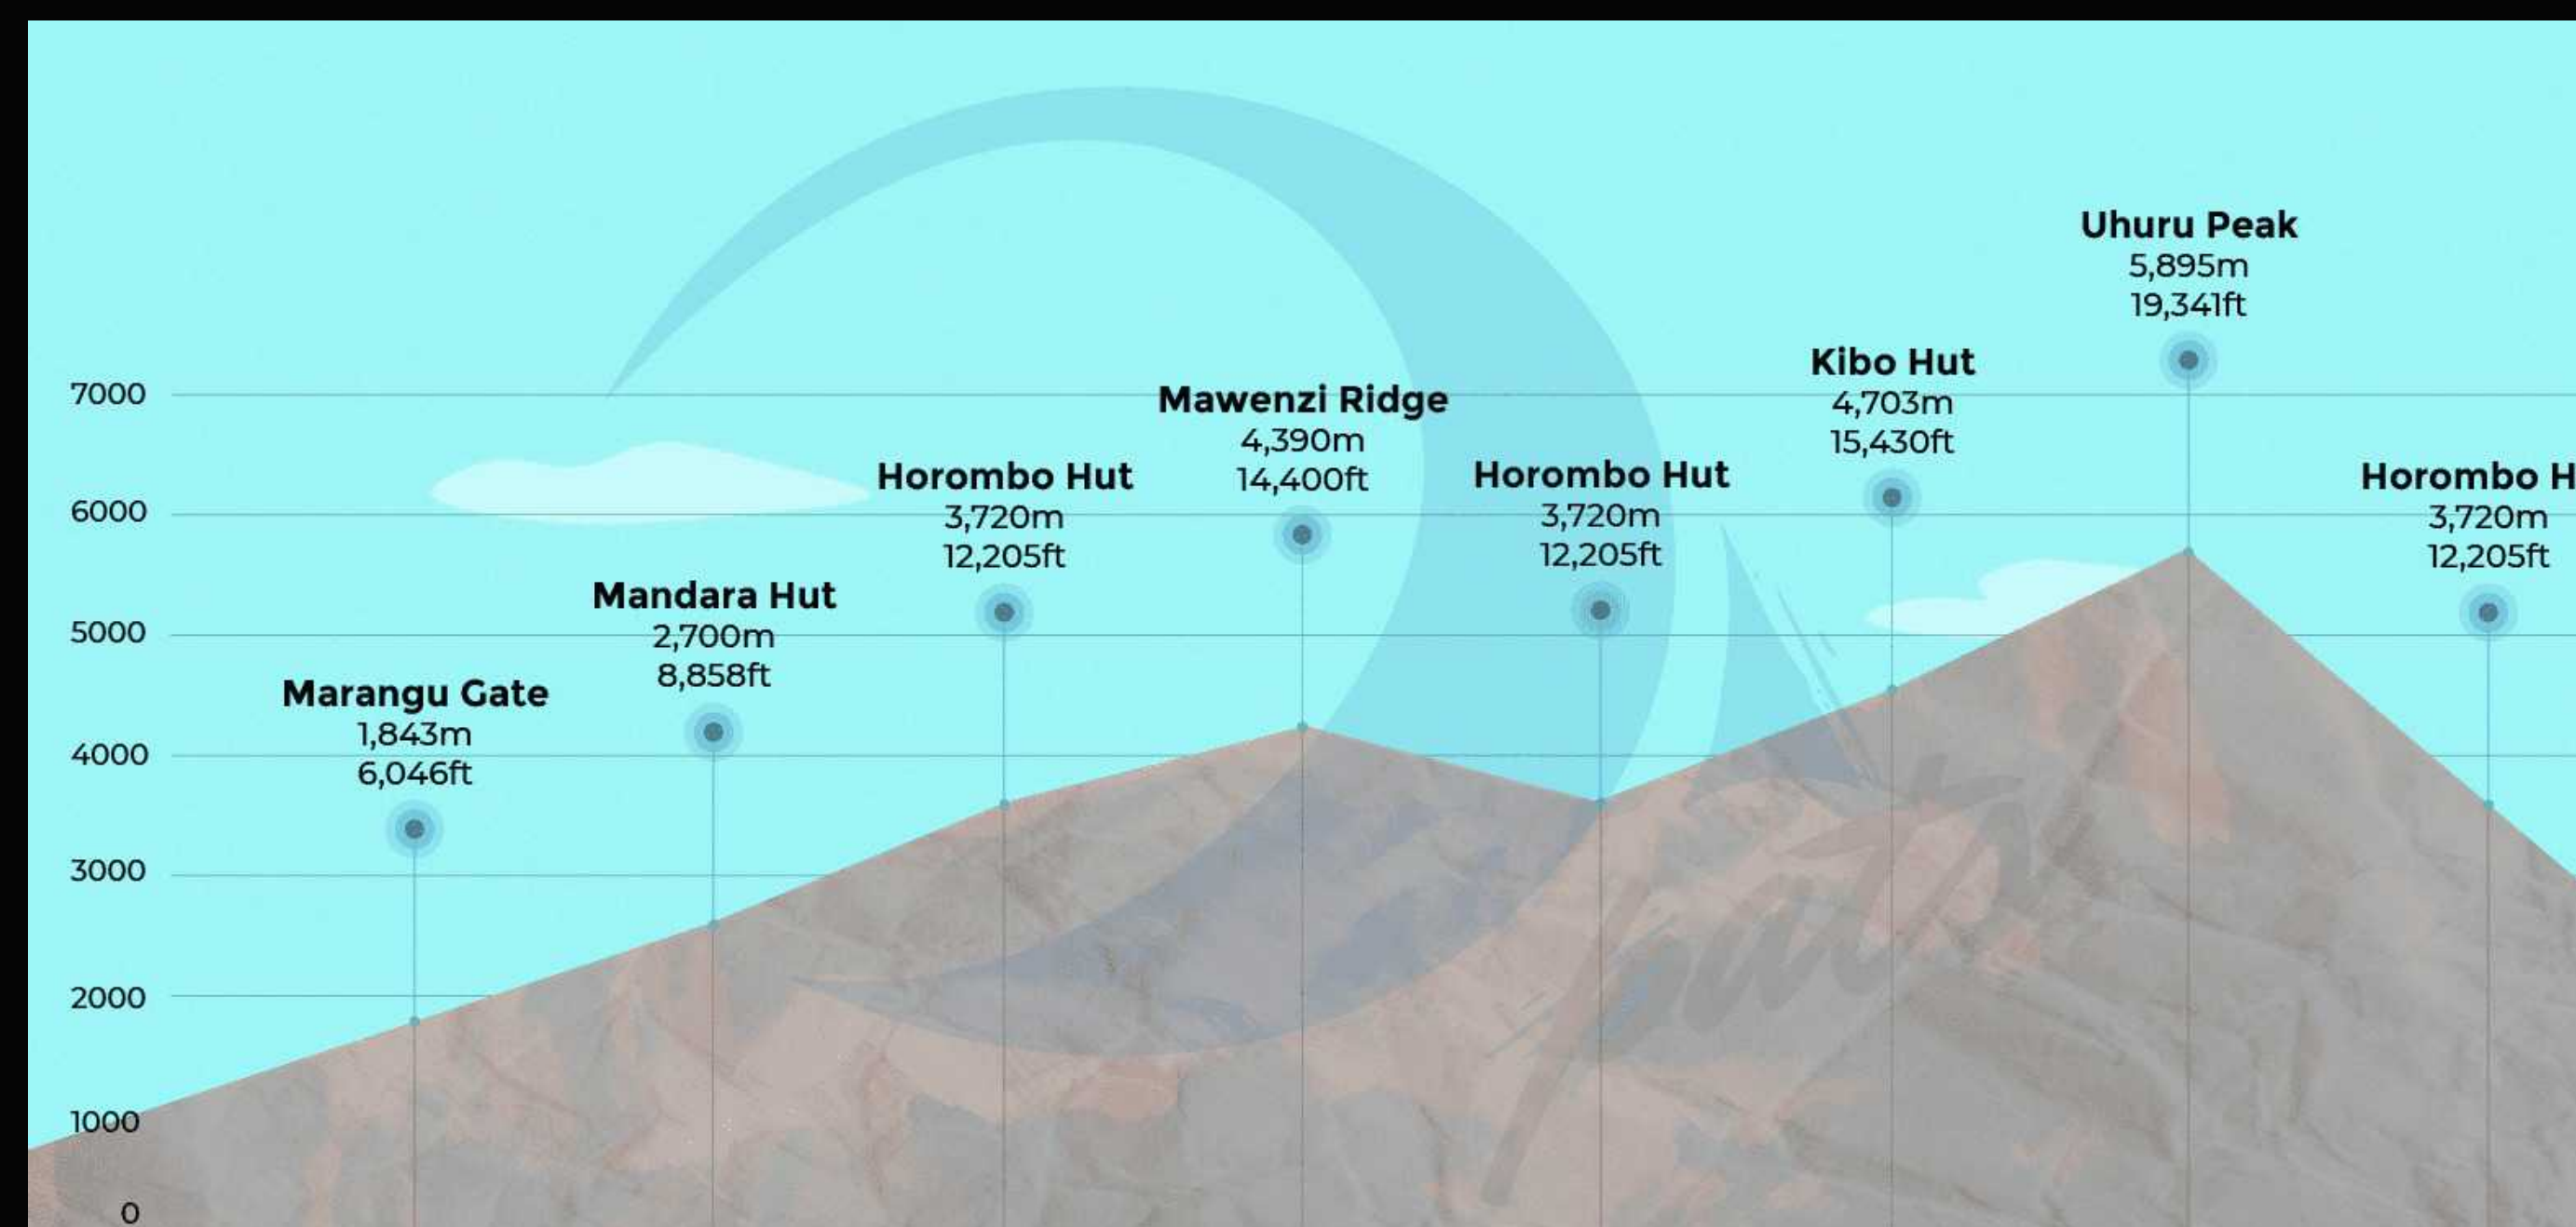 Uhuru Peak
5,895m
19,341ft
Kibo Hut
4,703m
15,430ft
Mawenzi Ridge
4,390m
14,400ft
Horombo Hut
3,720m
12,205ft
Horombo Hut
3,720m
12,205ft
Horombo H
3,720m
12,205ft
Mandara Hut
2,700m
8,858ft
Marangu Gate
1,843m
6,046ft
7000
6000
5000
4000
3000
2000
1000
0